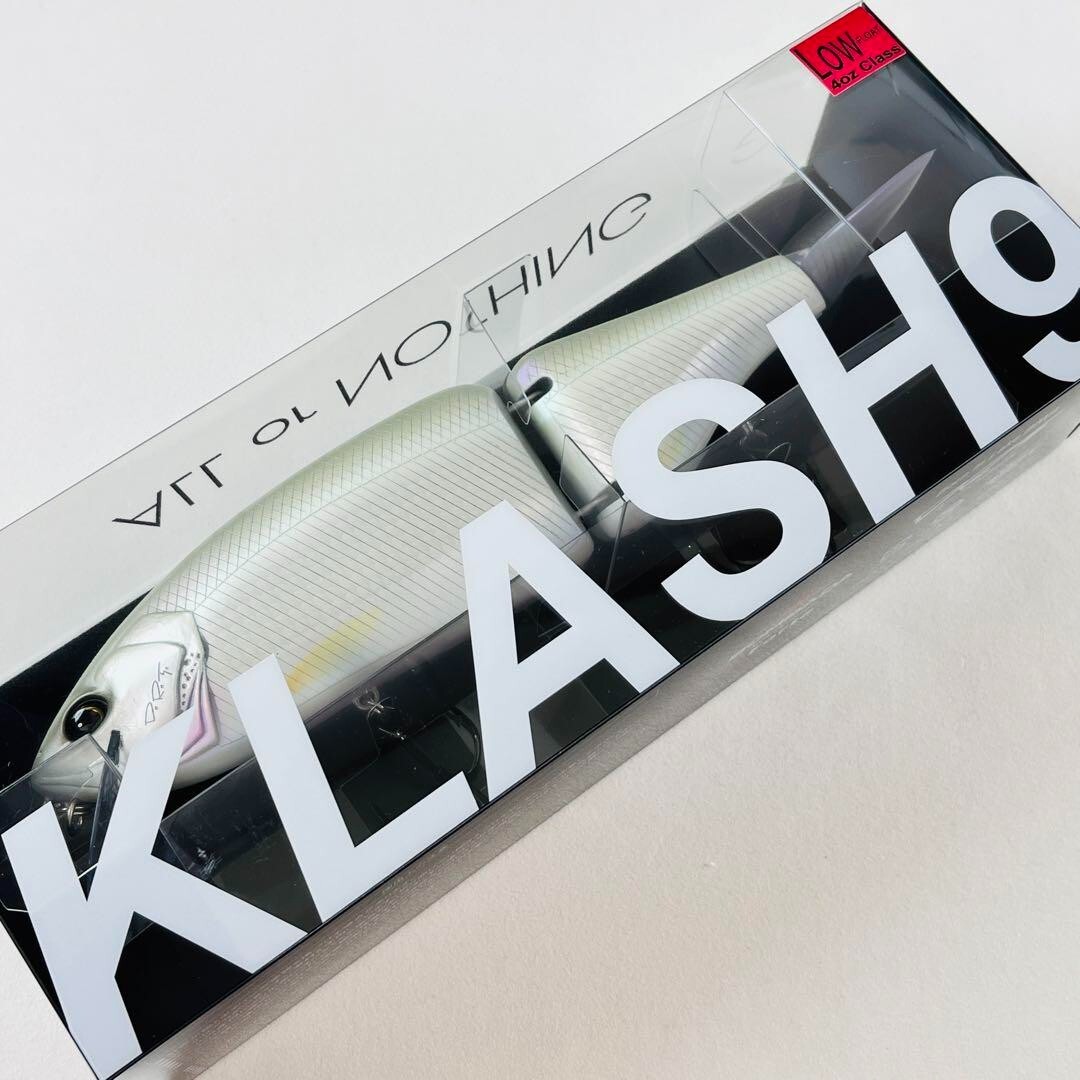 LOW FLOAT
4oz Class
ALL or NOTHING
D.R.T.
KLASH9